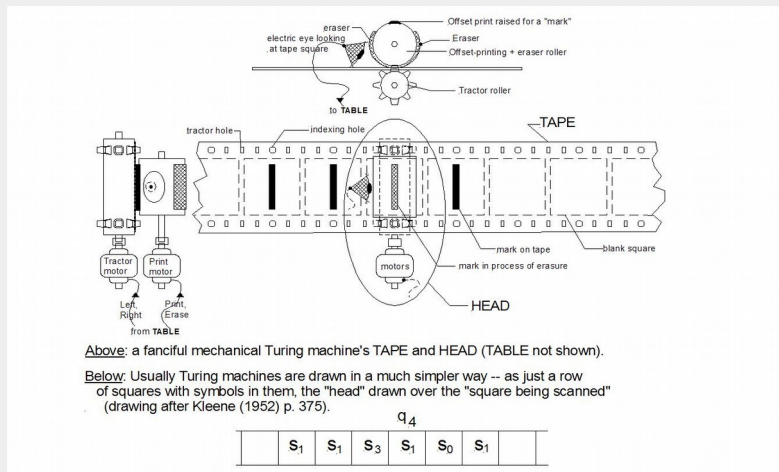 Offset print raised for a "mark"
eraser
Eraser
electric eye looking
at tape square
Offset-printing + eraser roller
Tractor roller
to TABLE
TAPE
tractor hole
indexing hole
Tractor
motor
Print
motor
motors
mark on tape
blank square
mark in process of erasure
Left,
Right
Print,
Erase
HEAD
from TABLE
Above: a fanciful mechanical Turing machine's TAPE and HEAD (TABLE not shown).
Below: Usually Turing machines are drawn in a much simpler way -- as just a row
of squares with symbols in them, the "head" drawn over the "square being scanned"
(drawing after Kleene (1952) p. 375).
q4
S1 S1 S3 S1 S0 S1